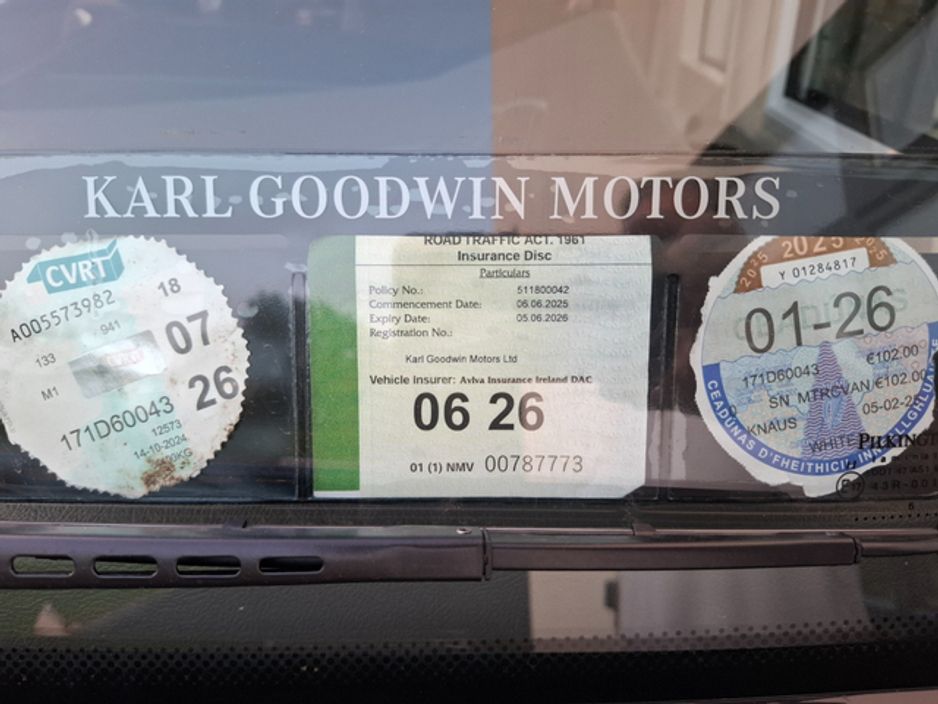 KARL GOODWIN MOTORS
CVRT
A005573982
18
133
941
07
M1
26
171D60043
12573
14-10-2024
ROAD TRAFFIC ACT. 1961
Insurance Disc
Particulars
Policy No.: 511800042
Commencement Date: 06.06.2025
Expiry Date: 05.06.2026
Registration No.:
Karl Goodwin Motors Ltd
Vehicle insurer: Aviva Insurance Ireland DAC
06 26
01 (1) NMV 00787773
2025
Y 01284817
01-26
171D60043 €102.00
SN MTRCVAN/€102.00
KNAUS 05-02-25
WHITE
PILKINGT
CEADÚNAS D'FHEITHICIL
43R-001